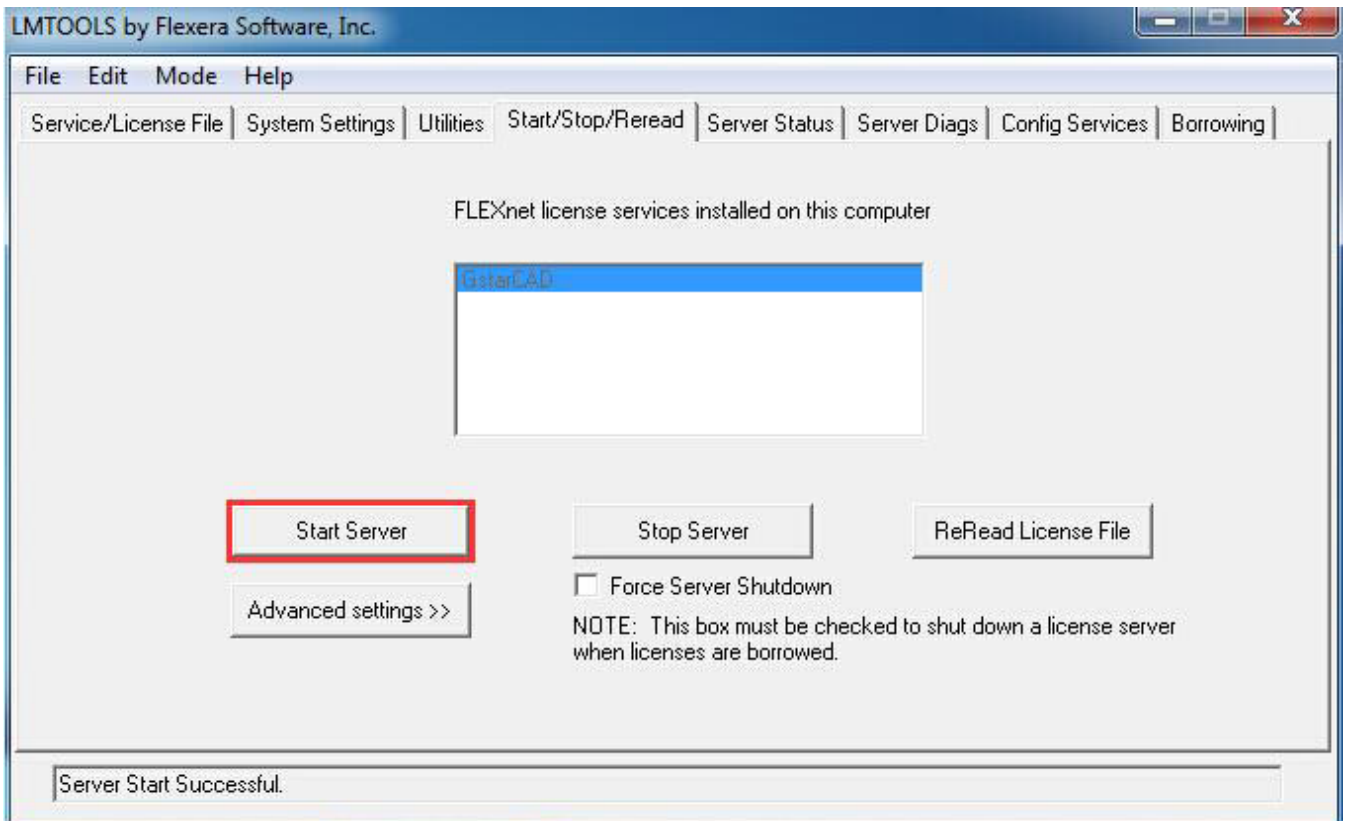 LMTOOLS by Flexera Software, Inc.
File Edit Mode Help
Service/License File System Settings Utilities Start/Stop/Reread Server Status Server Diags Config Services Borrowing
FLEXnet license services installed on this computer
GstarCAD
Start Server Stop Server ReRead License File
Force Server Shutdown
Advanced settings >>
NOTE: This box must be checked to shut down a license server
when licenses are borrowed.
Server Start Successful.